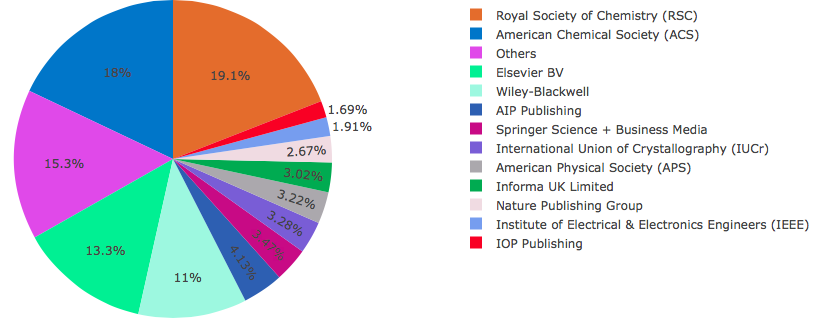 19.1%
18%
15.3%
13.3%
11%
4.13%
3.28%
3.22%
3.02%
2.67%
1.91%
1.69%
Royal Society of Chemistry (RSC)
American Chemical Society (ACS)
Others
Elsevier BV
Wiley-Blackwell
AIP Publishing
Springer Science + Business Media
International Union of Crystallography (IUCr)
American Physical Society (APS)
Informa UK Limited
Nature Publishing Group
Institute of Electrical & Electronics Engineers (IEEE)
IOP Publishing